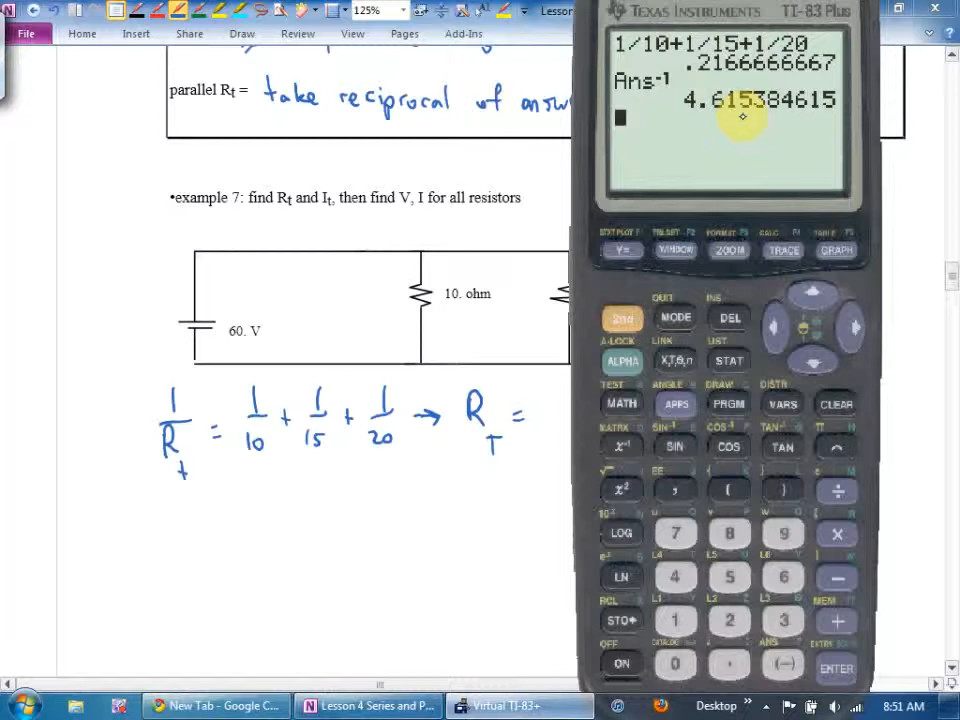 125%
Lesson
File Home Insert Share Draw Review View Pages Add-Ins
parallel Rt = take reciprocal of answ
•example 7: find Rt and It, then find V, I for all resistors
10. ohm
60. V
1/Rt = 1/10 + 1/15 + 1/20 → RT =
TEXAS INSTRUMENTS TI-83 Plus
1/10+1/15+1/20
.2166666667
Ans⁻¹
4.615384615
STAT PLOT F1 TBLSET F2 FORMAT F3 CALC F4 TABLE F5
Y= WINDOW ZOOM TRACE GRAPH
QUIT INS
2nd MODE DEL
A-LOCK LINK LIST
ALPHA X,T,θ,n STAT
TEST A ANGLE B DRAW C DISTR
MATH APPS PRGM VARS CLEAR
MATRX D SIN⁻¹ E COS⁻¹ F TAN⁻¹ G π H
x⁻¹ SIN COS TAN ^
√ I EE J { K } L e M
x² , ( ) ÷
10ˣ N u O v P w Q [ R
LOG 7 8 9 ×
eˣ S L4 T L5 U L6 V ] W
LN 4 5 6 −
RCL X L1 Y L2 Z L3 θ MEM "
STO➔ 1 2 3 +
OFF CATALOG i ANS ? ENTRY SOLVE
ON 0 . (−) ENTER
New Tab - Google C... Lesson 4 Series and P... Virtual TI-83+ Desktop 8:51 AM